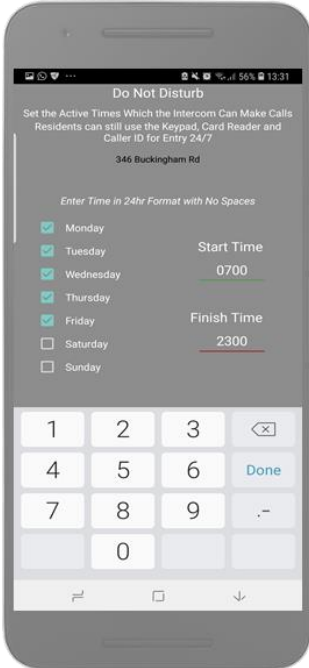 56% 13:31
Do Not Disturb
Set the Active Times Which the Intercom Can Make Calls
Residents can still use the Keypad, Card Reader and
Caller ID for Entry 24/7
346 Buckingham Rd
Enter Time in 24hr Format with No Spaces
Monday
Tuesday
Wednesday
Thursday
Friday
Saturday
Sunday
Start Time
0700
Finish Time
2300
1 2 3
4 5 6 Done
7 8 9 .-
0